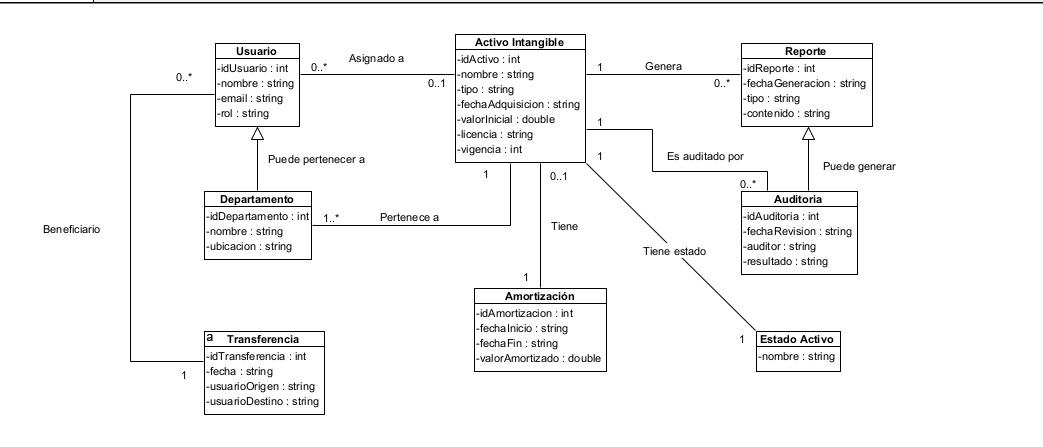 Usuario
-idUsuario : int
-nombre : string
-email : string
-rol : string
0..*
0..*
Asignado a
0..1
Activo Intangible
-idActivo : int
-nombre : string
-tipo : string
-fechaAdquisicion : string
-valorInicial : double
-licencia : string
-vigencia : int
1
Genera
0..*
Reporte
-idReporte : int
-fechaGeneracion : string
-tipo : string
-contenido : string
1
Es auditado por
0..*
Puede generar
Puede pertenecer a
Departamento
-idDepartamento : int
-nombre : string
-ubicacion : string
1..*
Pertenece a
1
0..1
Tiene
1
1
Tiene estado
1
Auditoria
-idAuditoria : int
-fechaRevision : string
-auditor : string
-resultado : string
Beneficiario
Amortización
-idAmortizacion : int
-fechaInicio : string
-fechaFin : string
-valorAmortizado : double
Estado Activo
-nombre : string
a Transferencia
-idTransferencia : int
-fecha : string
-usuarioOrigen : string
-usuarioDestino : string
1